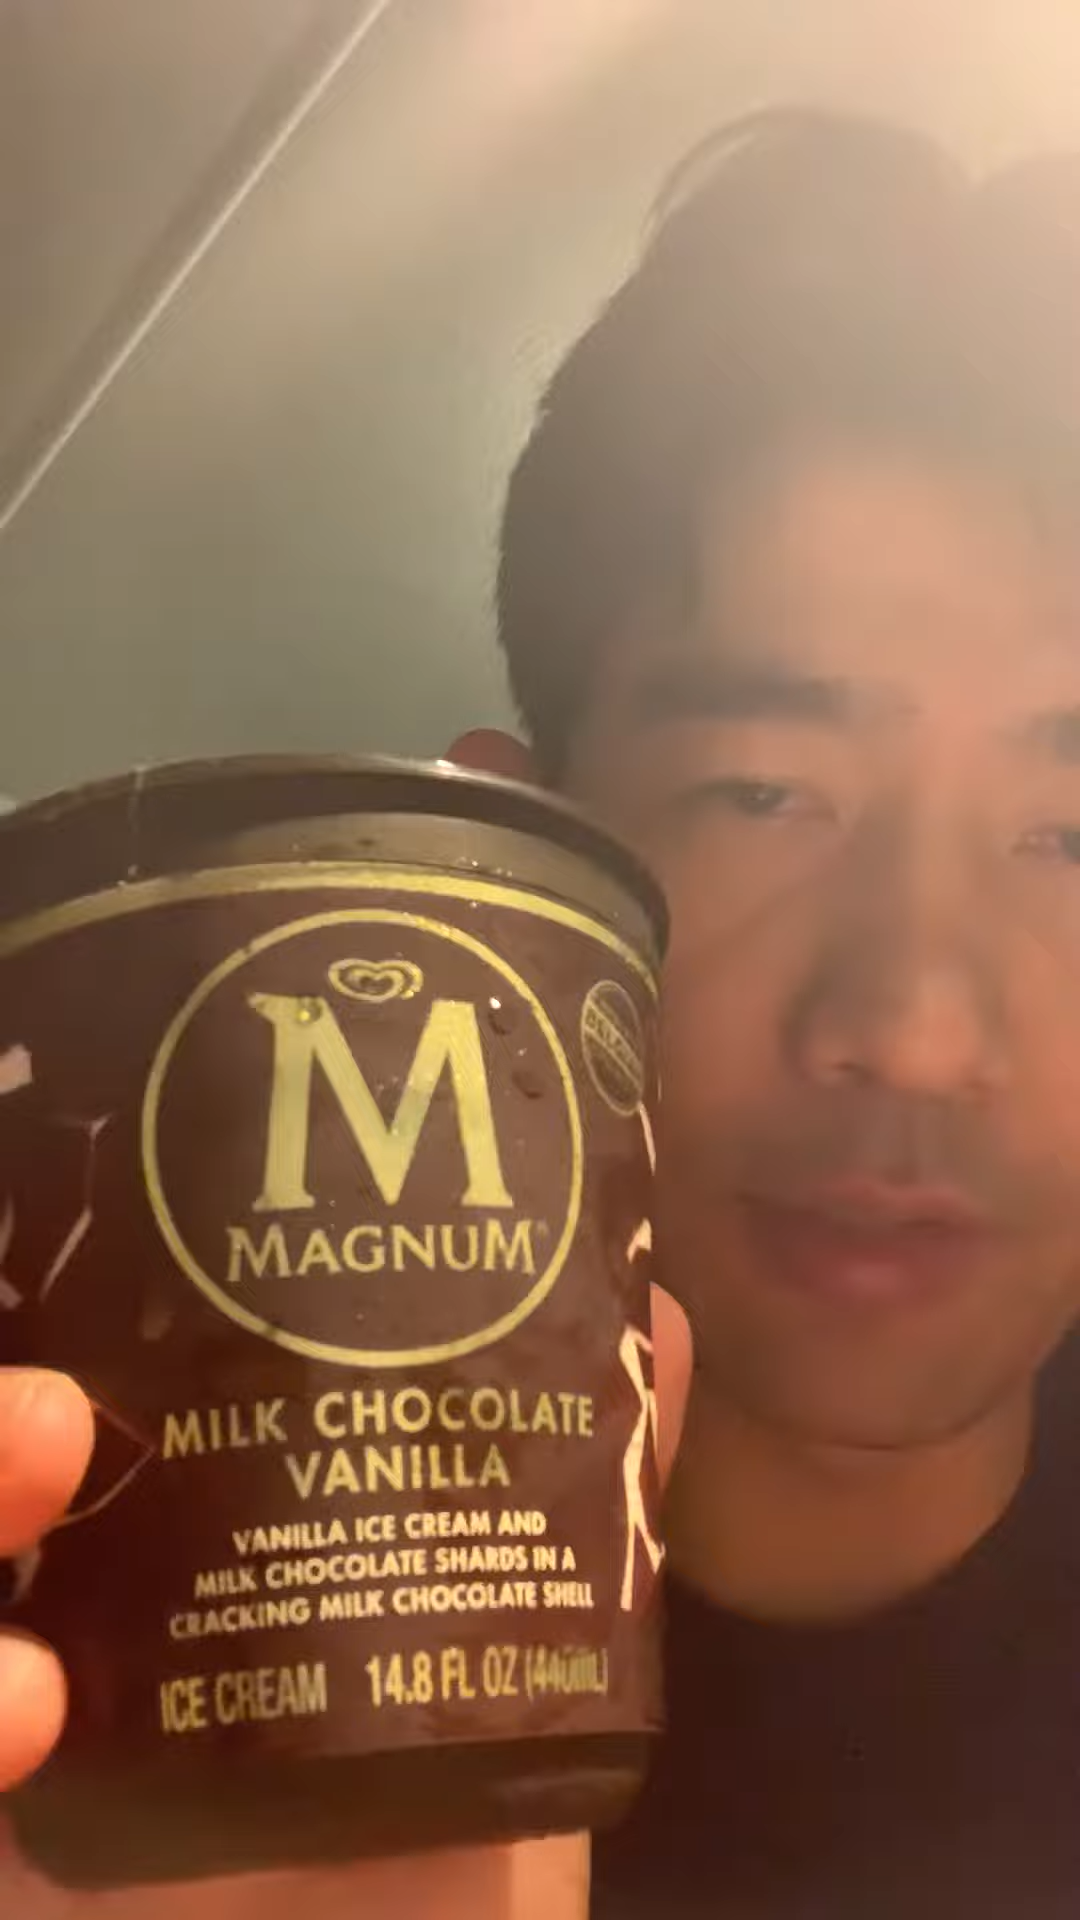 M
MAGNUM
MILK CHOCOLATE
VANILLA
VANILLA ICE CREAM AND
MILK CHOCOLATE SHARDS IN A
CRACKING MILK CHOCOLATE SHELL
ICE CREAM 14.8 FL OZ (440mL)